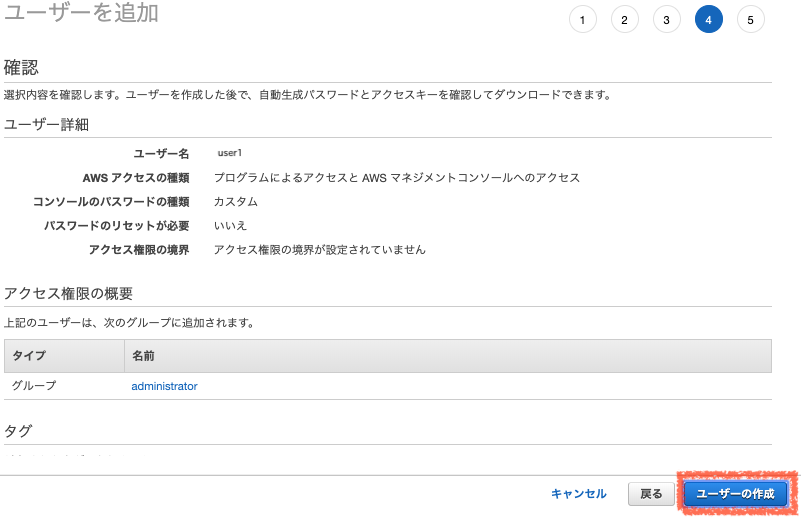 ユーザーを追加
1 2 3 4 5
確認
選択内容を確認します。ユーザーを作成した後で、自動生成パスワードとアクセスキーを確認してダウンロードできます。
ユーザー詳細
ユーザー名 user1
AWS アクセスの種類 プログラムによるアクセスと AWS マネジメントコンソールへのアクセス
コンソールのパスワードの種類 カスタム
パスワードのリセットが必要 いいえ
アクセス権限の境界 アクセス権限の境界が設定されていません
アクセス権限の概要
上記のユーザーは、次のグループに追加されます。
タイプ 名前
グループ administrator
タグ
キャンセル 戻る ユーザーの作成